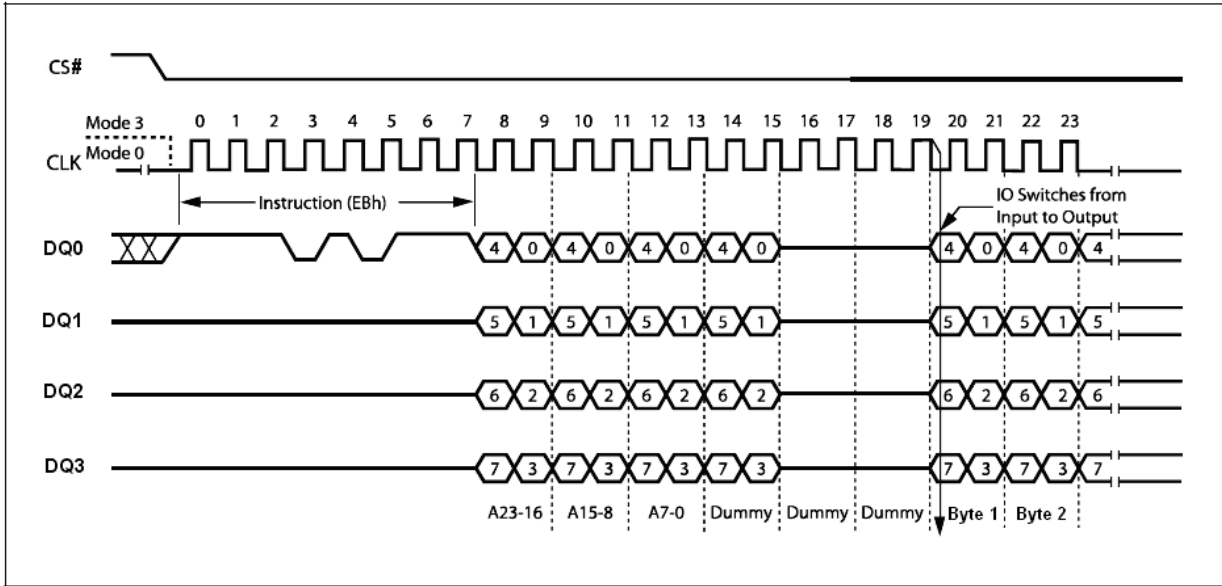 CS#
Mode 3
0 1 2 3 4 5 6 7 8 9 10 11 12 13 14 15 16 17 18 19 20 21 22 23
Mode 0
CLK
Instruction (EBh)
IO Switches from
Input to Output
DQ0 4 0 4 0 4 0 4 0 4 0 4 0 4
DQ1 5 1 5 1 5 1 5 1 5 1 5 1 5
DQ2 6 2 6 2 6 2 6 2 6 2 6 2 6
DQ3 7 3 7 3 7 3 7 3 7 3 7 3 7
A23-16 A15-8 A7-0 Dummy Dummy Dummy Byte 1 Byte 2